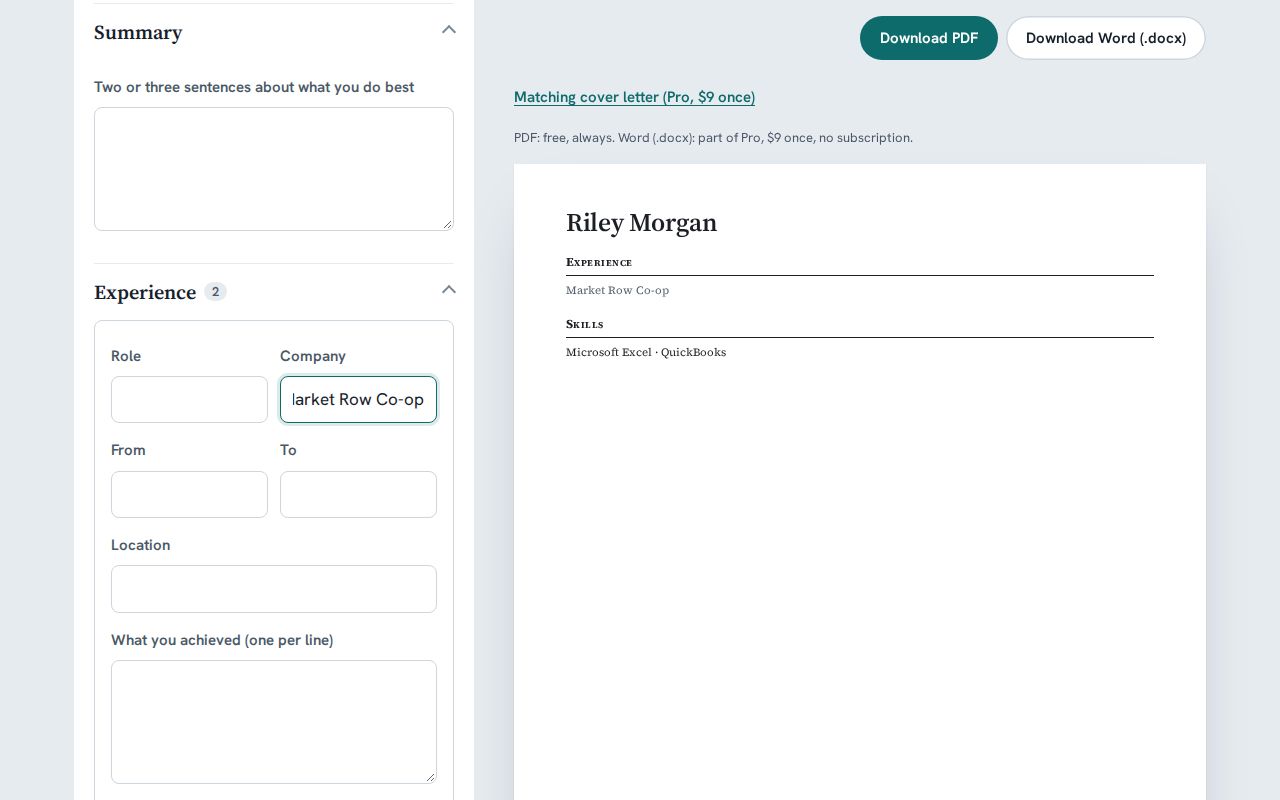 Summary
Two or three sentences about what you do best
Experience 2
Role
Company
arket Row Co-op
From
To
Location
What you achieved (one per line)
Download PDF
Download Word (.docx)
Matching cover letter (Pro, $9 once)
PDF: free, always. Word (.docx): part of Pro, $9 once, no subscription.
Riley Morgan
Experience
Market Row Co-op
Skills
Microsoft Excel · QuickBooks